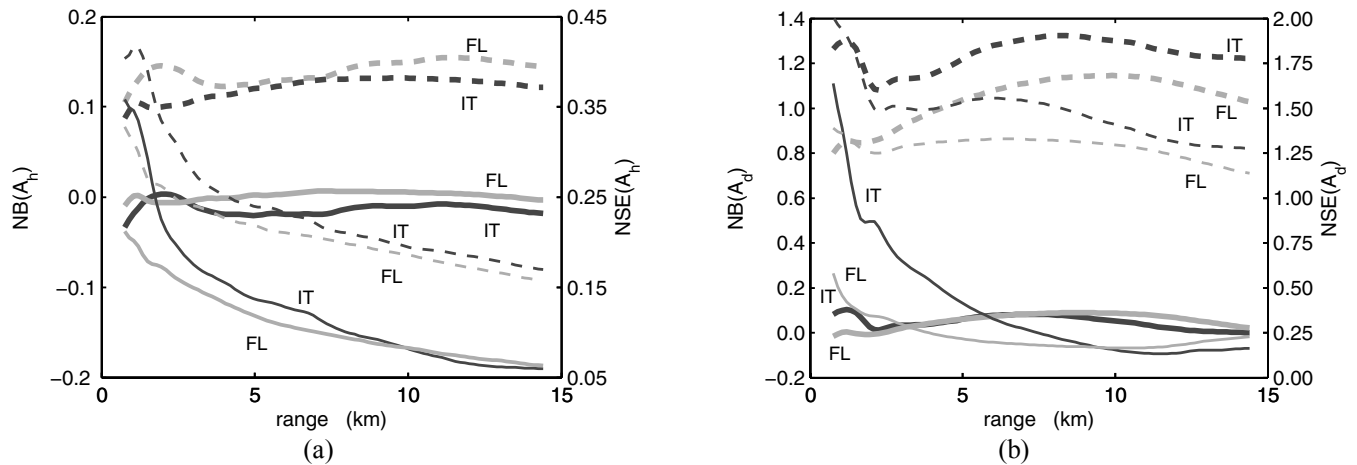 0.2
0.1
0.0
−0.1
−0.2
NB(A_h)
0.45
0.35
0.25
0.15
0.05
NSE(A_h)
FL
IT
FL
IT
IT
FL
IT
FL
0 5 10 15
range (km)
(a)
1.4
1.2
1.0
0.8
0.6
0.4
0.2
0.0
−0.2
NB(A_d)
2.00
1.75
1.50
1.25
1.00
0.75
0.50
0.25
0.00
NSE(A_d)
IT
FL
IT
FL
IT
FL
IT
FL
0 5 10 15
range (km)
(b)